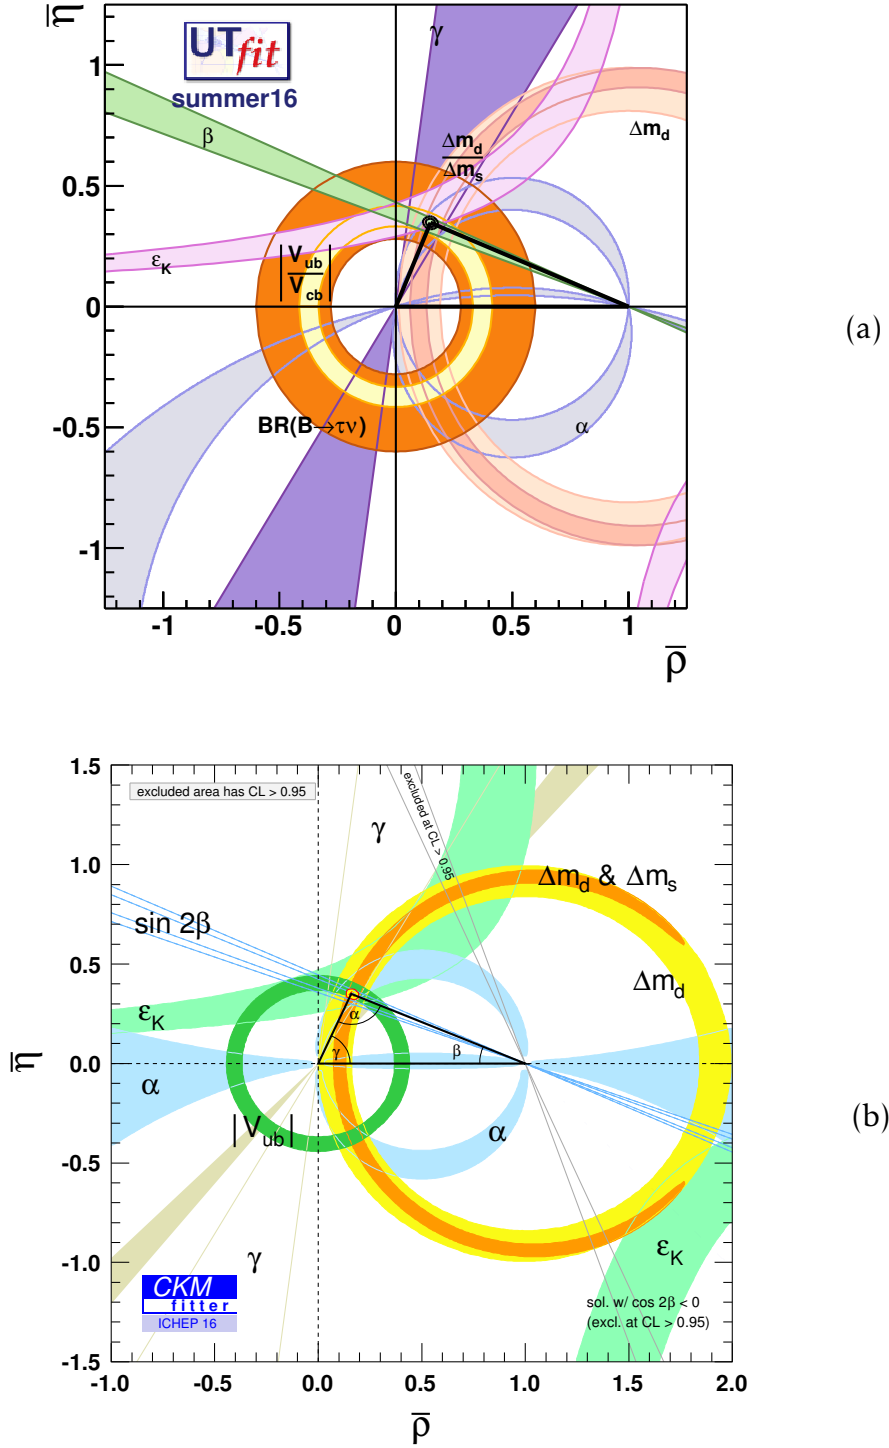 η̅
UTfit
summer16
γ
1
β
Δm_d
Δm_d
Δm_s
0.5
ε_K
|V_ub
V_cb|
0
BR(B→τν)
α
-0.5
-1
-1 -0.5 0 0.5 1
ρ̅
(a)
1.5
excluded area has CL > 0.95
γ
excluded at CL > 0.95
1.0
Δm_d & Δm_s
sin 2β
0.5
Δm_d
ε_K
α
η̅
0.0
γ
β
α
α
|V_ub|
(b)
-0.5
ε_K
γ
-1.0
CKM
fitter
ICHEP 16
sol. w/ cos 2β < 0
(excl. at CL > 0.95)
-1.5
-1.0 -0.5 0.0 0.5 1.0 1.5 2.0
ρ̅